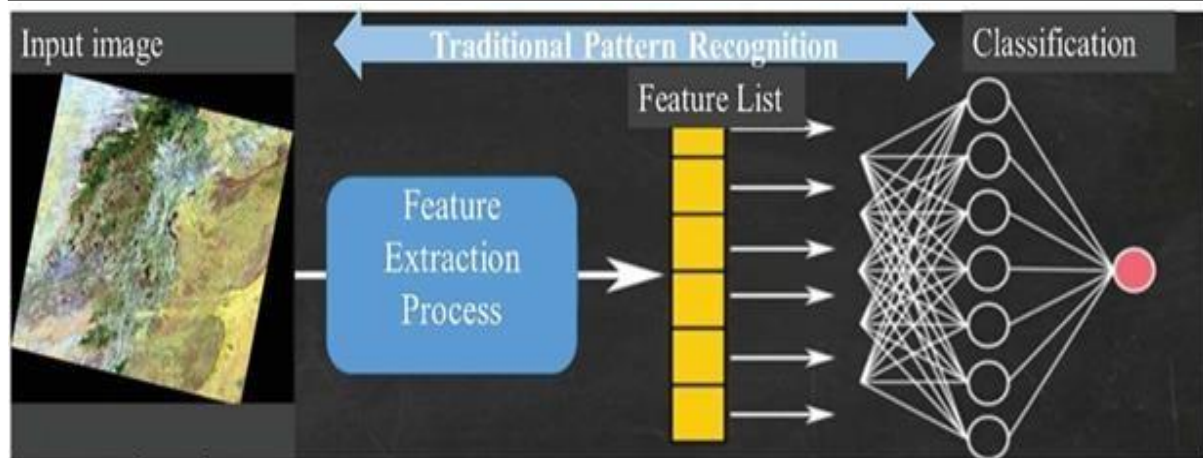 Input image
Traditional Pattern Recognition
Classification
Feature List
Feature
Extraction
Process